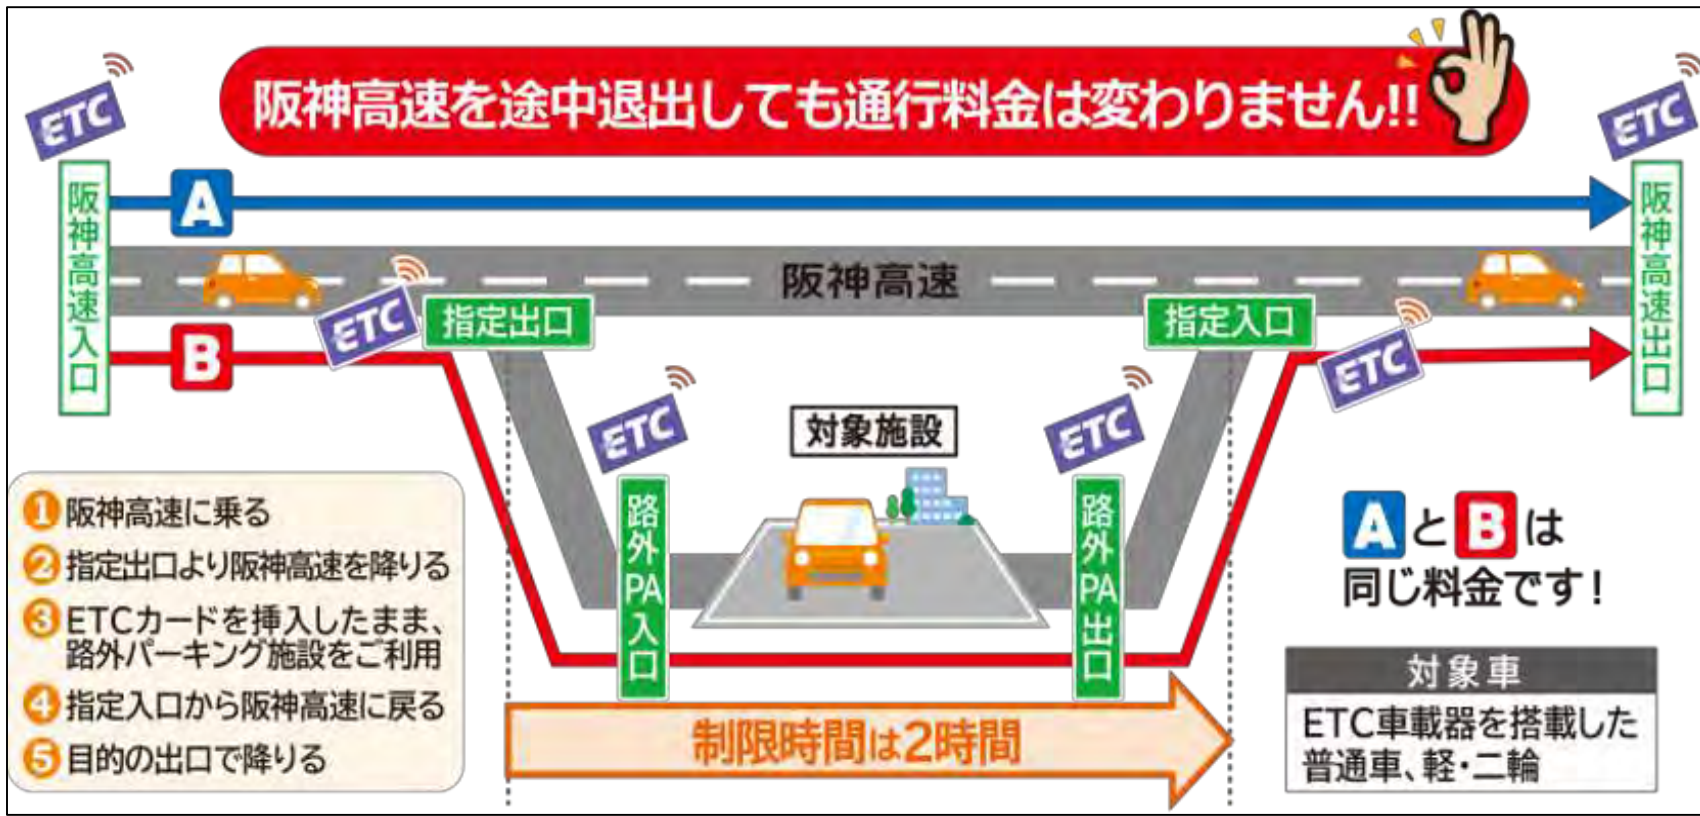 阪神高速を途中退出しても通行料金は変わりません!!
ETC
ETC
阪神高速入口
A
阪神高速出口
阪神高速
ETC
指定出口
指定入口
ETC
B
ETC
対象施設
ETC
路外PA入口
路外PA出口
1 阪神高速に乗る
2 指定出口より阪神高速を降りる
3 ETCカードを挿入したまま、
路外パーキング施設をご利用
4 指定入口から阪神高速に戻る
5 目的の出口で降りる
制限時間は2時間
AとBは
同じ料金です!
対象車
ETC車載器を搭載した
普通車、軽・二輪